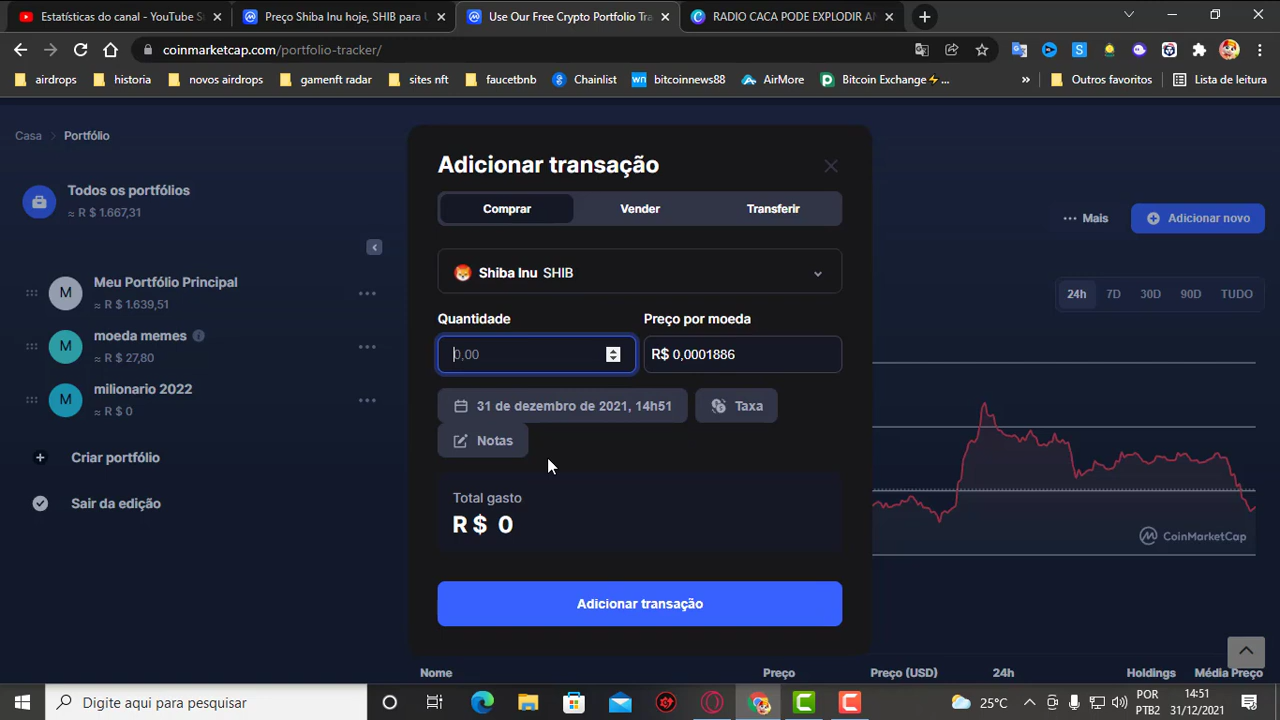 Estatísticas do canal - YouTube S
Preço Shiba Inu hoje, SHIB para U
Use Our Free Crypto Portfolio Tra
RADIO CACA PODE EXPLODIR A
coinmarketcap.com/portfolio-tracker/
airdrops
historia
novos airdrops
gamenft radar
sites nft
faucetbnb
Chainlist
wn bitcoinnews88
AirMore
Bitcoin Exchange⚡...
»
Outros favoritos
Lista de leitura
Casa > Portfólio
Todos os portfólios
≈ R $ 1.667,31
M
Meu Portfólio Principal
≈ R $ 1.639,51
M
moeda memes
≈ R $ 27,80
M
milionario 2022
≈ R $ 0
+ Criar portfólio
Sair da edição
Adicionar transação
Comprar Vender Transferir
Shiba Inu SHIB
Quantidade Preço por moeda
0,00 R$ 0,0001886
31 de dezembro de 2021, 14h51 Taxa
Notas
Total gasto
R $ 0
Adicionar transação
••• Mais
Adicionar novo
24h 7D 30D 90D TUDO
CoinMarketCap
Nome Preço Preço (USD) 24h Holdings Média Preço
Digite aqui para pesquisar
25°C
POR
PTB2
14:51
31/12/2021